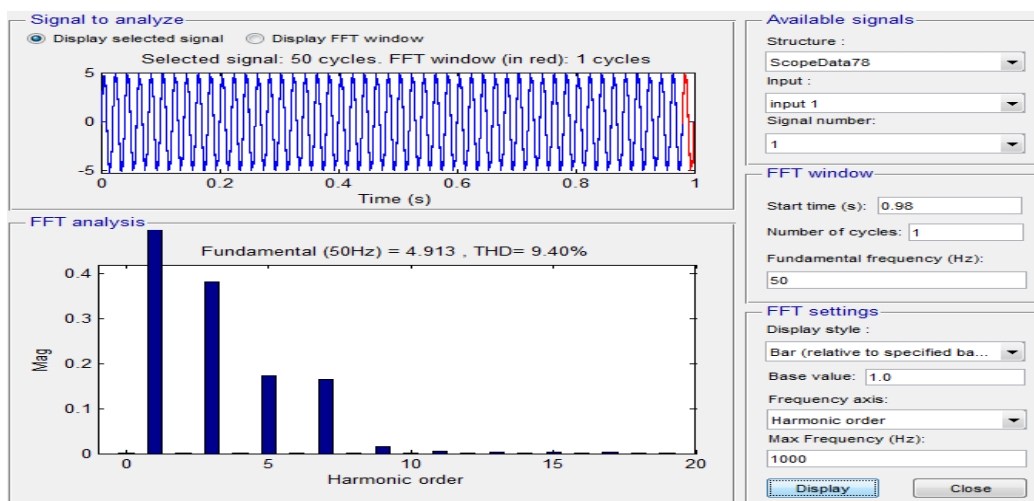 Signal to analyze
Display selected signal Display FFT window
Selected signal: 50 cycles. FFT window (in red): 1 cycles
5
0
-5
0 0.2 0.4 0.6 0.8 1
Time (s)
FFT analysis
Fundamental (50Hz) = 4.913 , THD= 9.40%
0.4
0.3
0.2
0.1
0
Mag
0 5 10 15 20
Harmonic order
Available signals
Structure :
ScopeData78
Input :
input 1
Signal number:
1
FFT window
Start time (s): 0.98
Number of cycles: 1
Fundamental frequency (Hz):
50
FFT settings
Display style :
Bar (relative to specified ba...
Base value: 1.0
Frequency axis:
Harmonic order
Max Frequency (Hz):
1000
Display Close